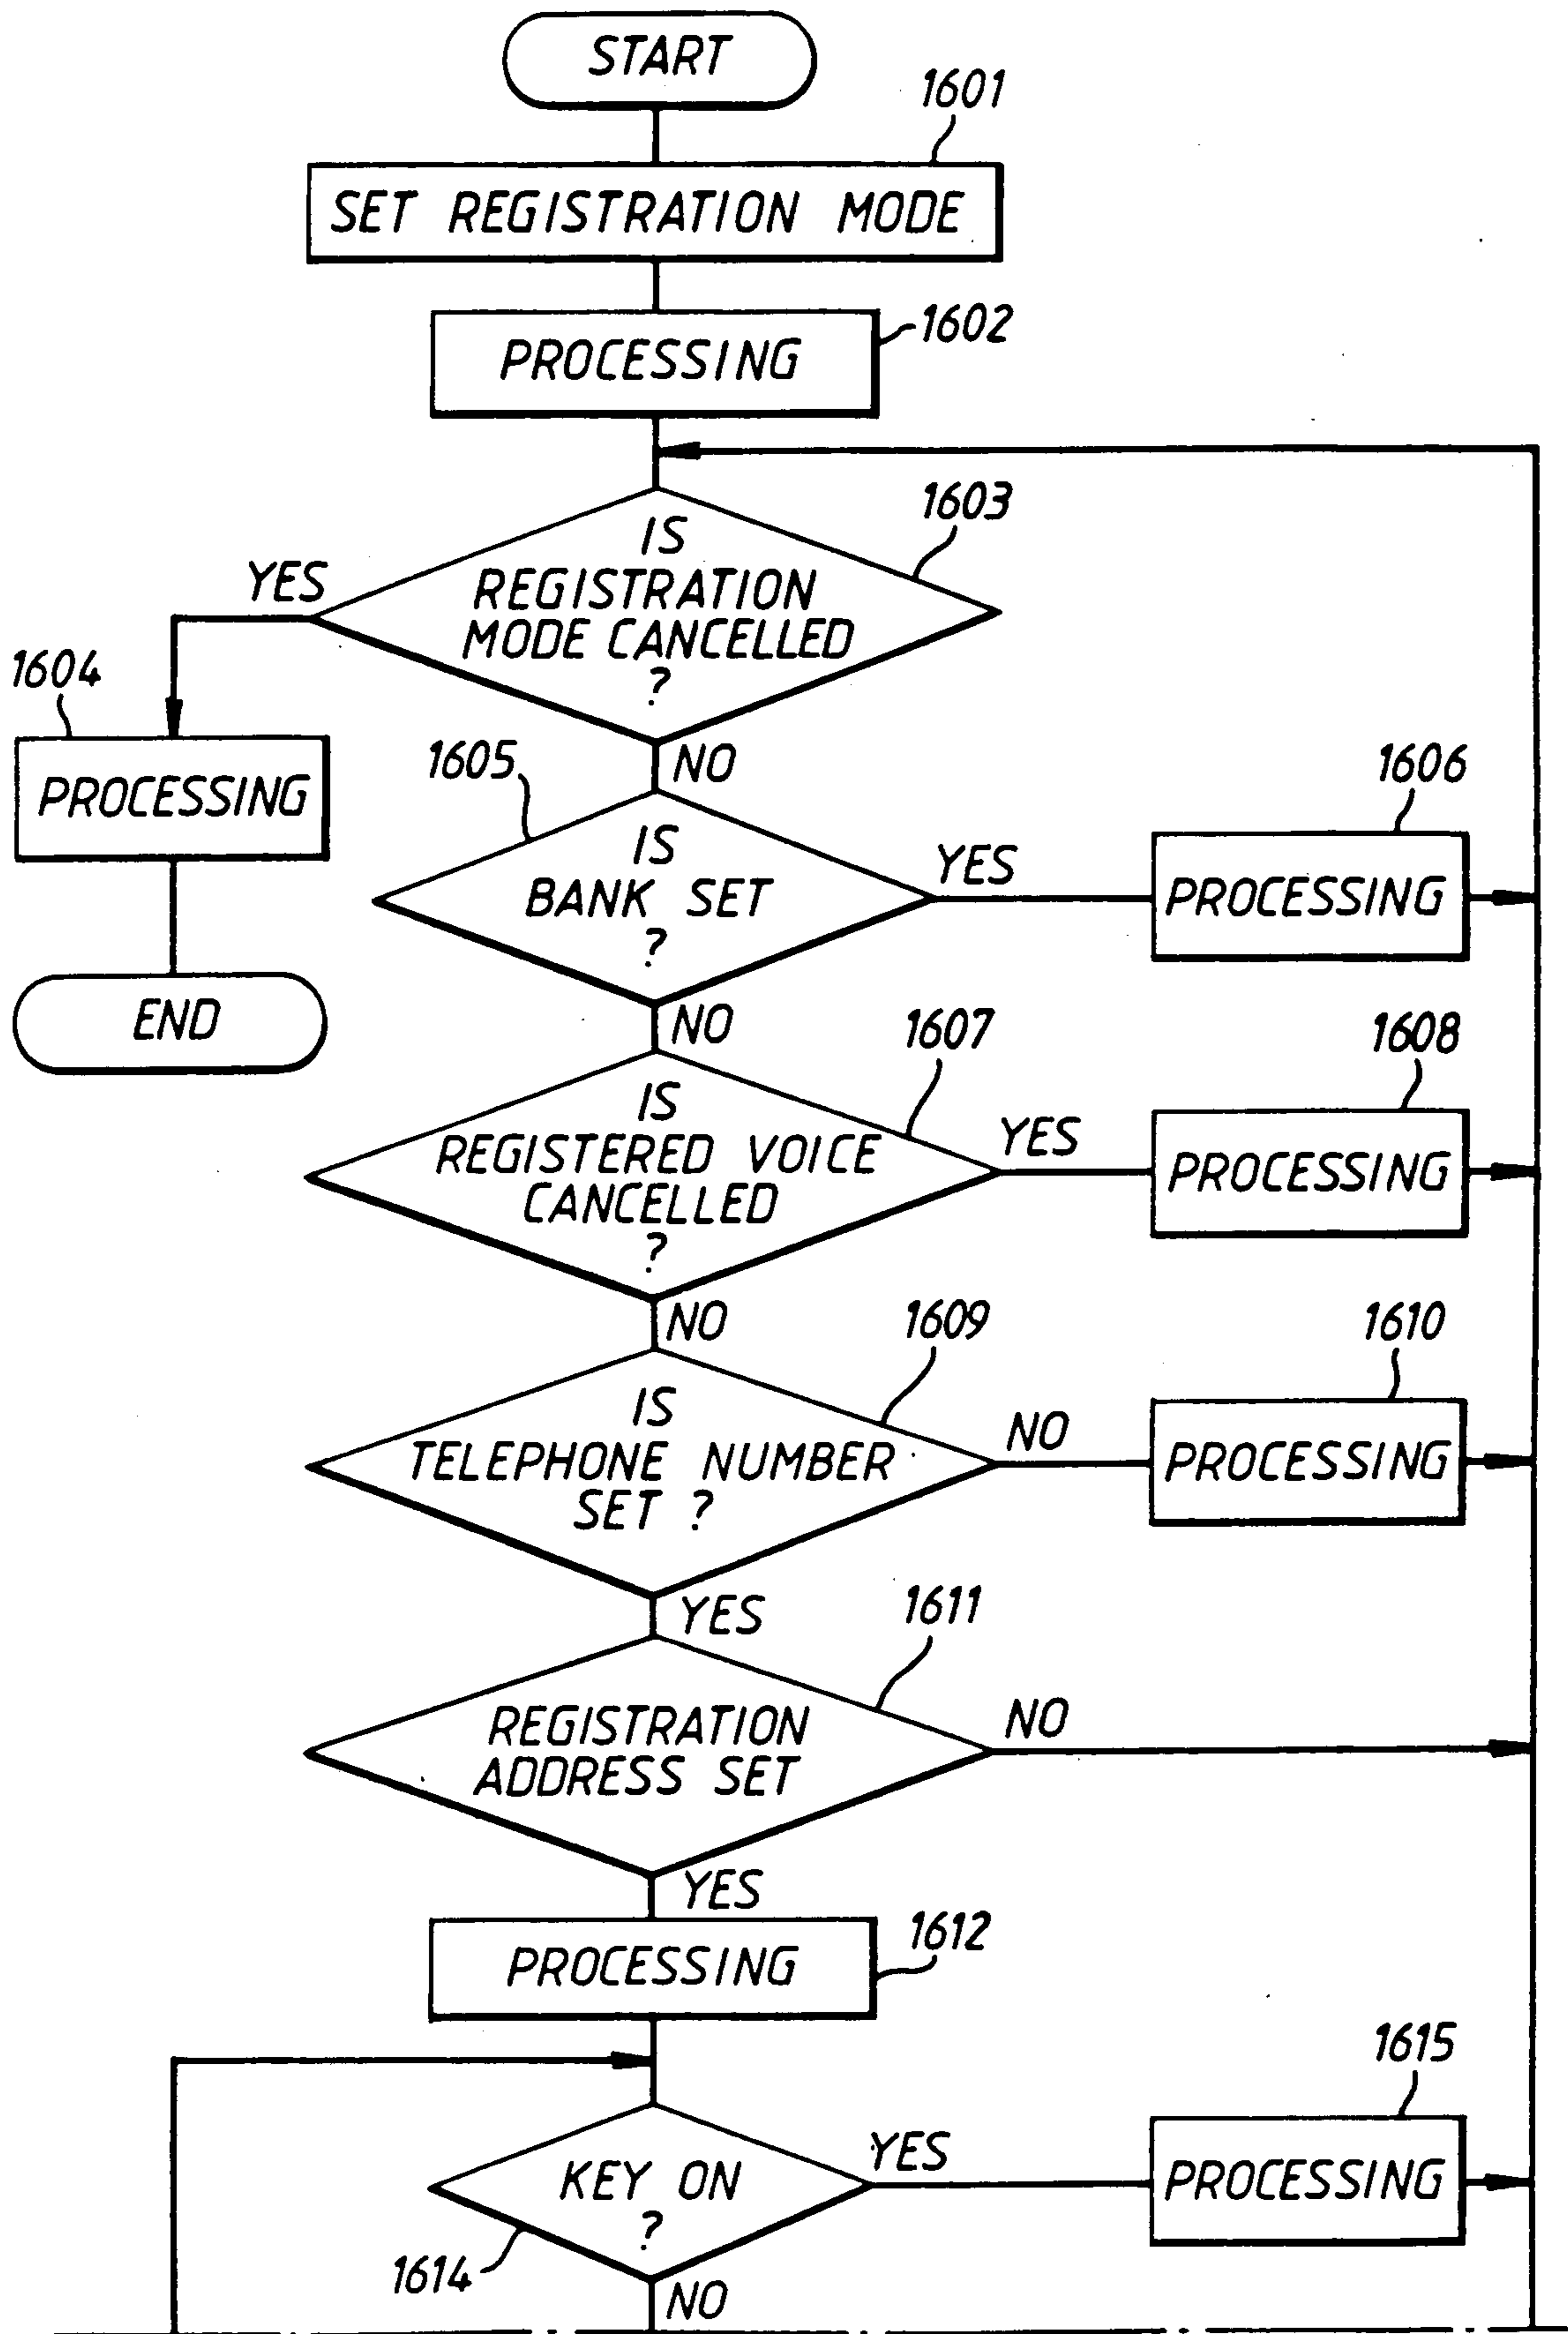 START
1601
SET REGISTRATION MODE
1602
PROCESSING
1603
IS
REGISTRATION
MODE CANCELLED
?
YES
1604
PROCESSING
END
NO
1605
IS
BANK SET
?
YES
1606
PROCESSING
NO
1607
IS
REGISTERED VOICE
CANCELLED
?
YES
1608
PROCESSING
NO
1609
IS
TELEPHONE NUMBER
SET ?
NO
1610
PROCESSING
YES
1611
REGISTRATION
ADDRESS SET
NO
YES
1612
PROCESSING
KEY ON
?
1614
YES
1615
PROCESSING
NO